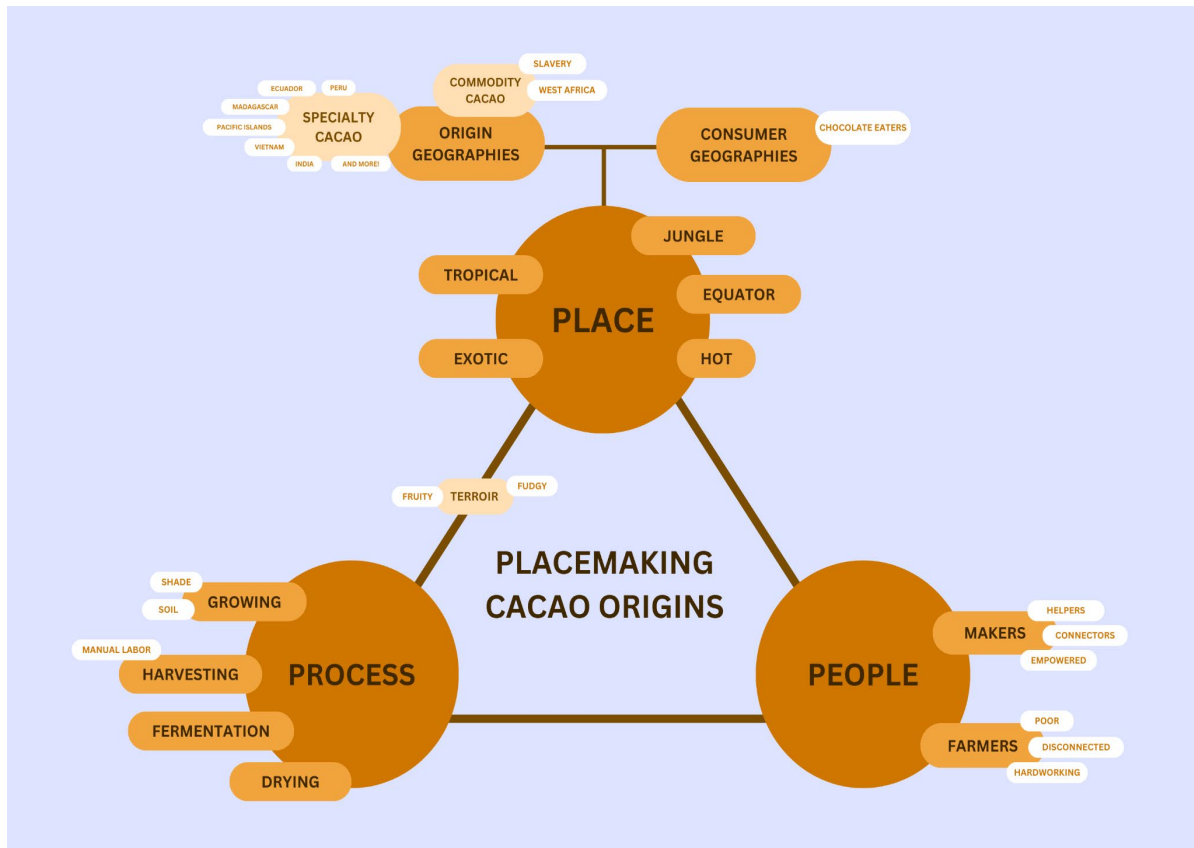 SLAVERY
COMMODITY
CACAO
WEST AFRICA
ECUADOR
PERU
MADAGASCAR
SPECIALTY
CACAO
PACIFIC ISLANDS
VIETNAM
INDIA
AND MORE!
ORIGIN
GEOGRAPHIES
CONSUMER
GEOGRAPHIES
CHOCOLATE EATERS
JUNGLE
TROPICAL
EQUATOR
PLACE
EXOTIC
HOT
FRUITY
TERROIR
FUDGY
PLACEMAKING
CACAO ORIGINS
SHADE
SOIL
GROWING
MANUAL LABOR
HARVESTING
PROCESS
FERMENTATION
DRYING
PEOPLE
MAKERS
HELPERS
CONNECTORS
EMPOWERED
FARMERS
POOR
DISCONNECTED
HARDWORKING